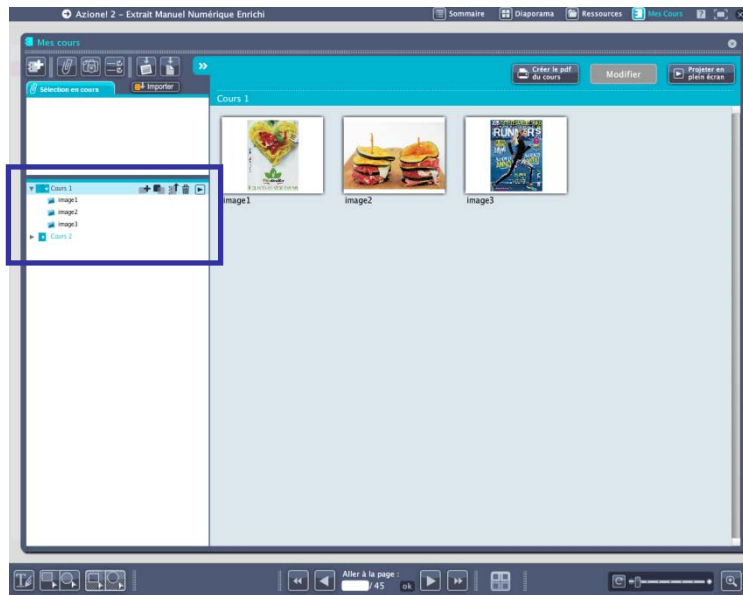 Azionel 2 – Extrait Manuel Numérique Enrichi
Sommaire
Diaporama
Ressources
Mes Cours
?
Mes cours
Sélection en cours
Importer
Créer le pdf
du cours
Modifier
Projeter en
plein écran
Cours 1
RUNNERS
image1
image2
image3
Cours 1
image1
image2
image3
Cours 2
Aller à la page :
/ 45
ok